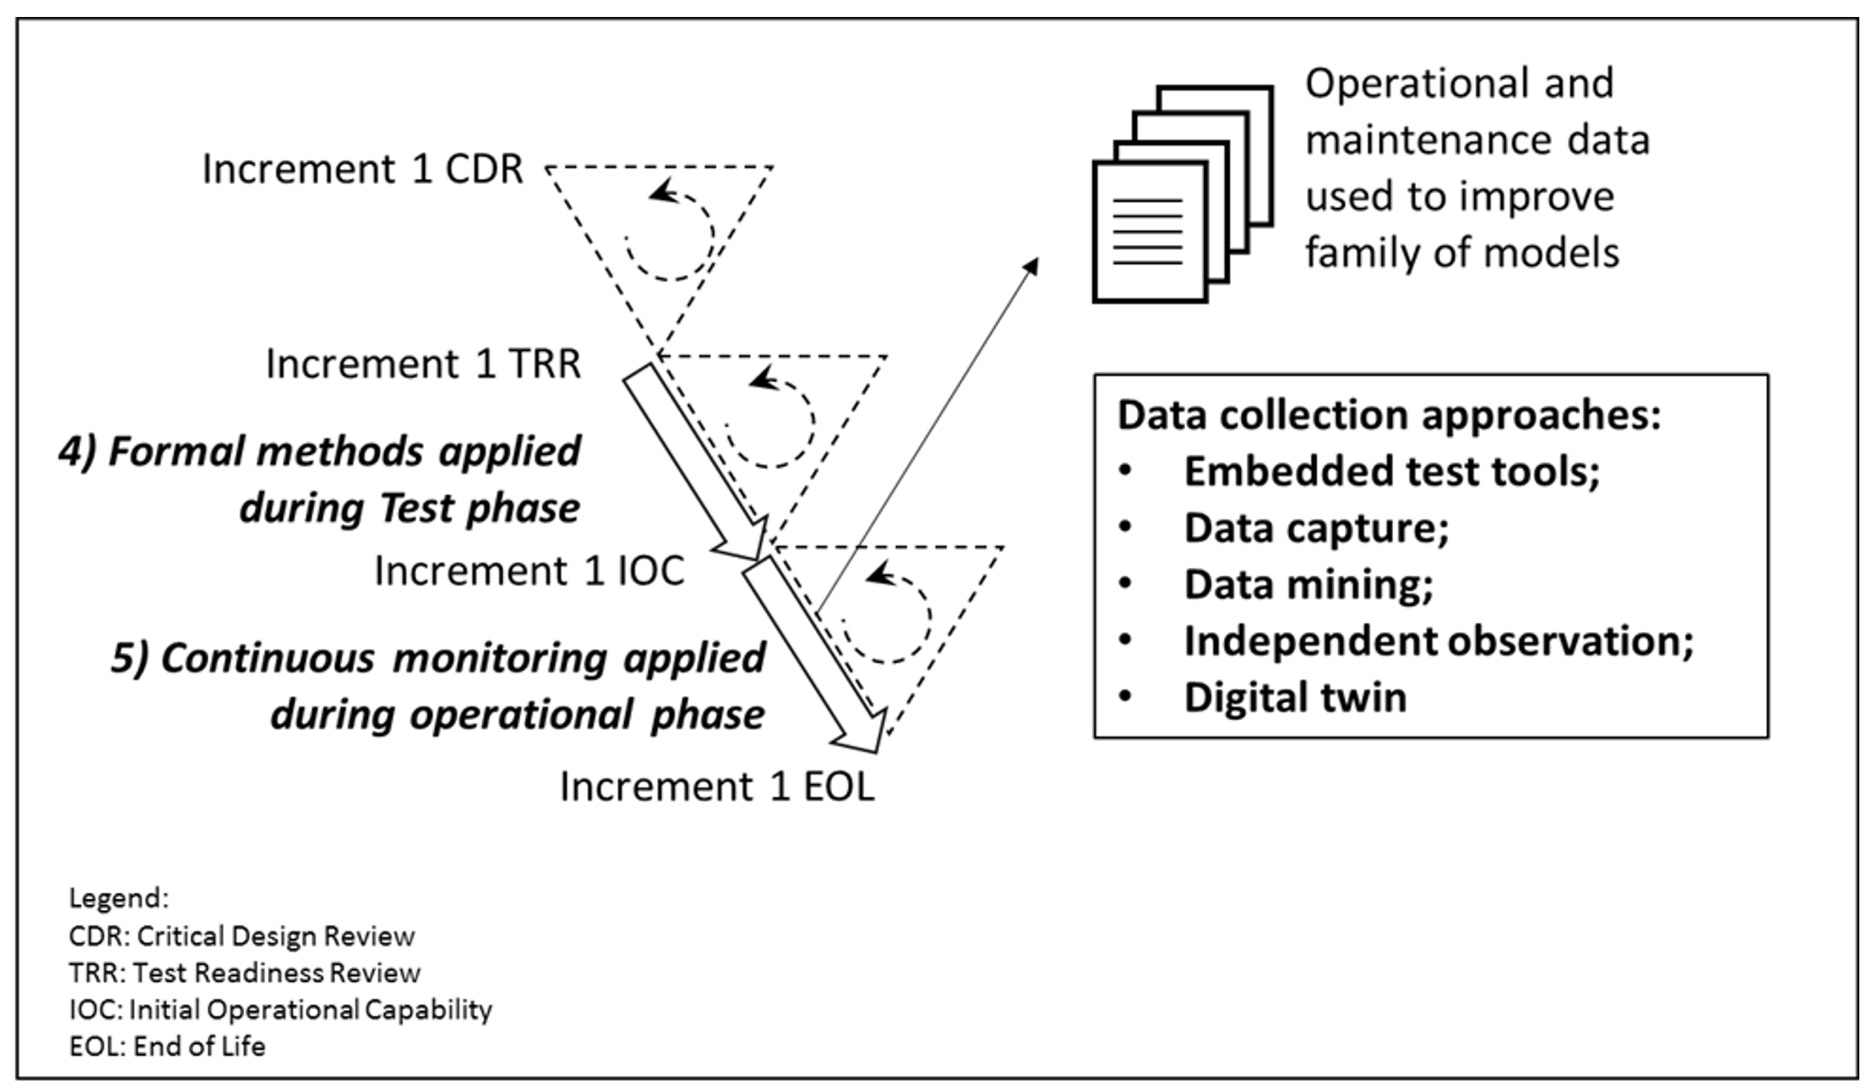 Increment 1 CDR
Increment 1 TRR
4) Formal methods applied
during Test phase
Increment 1 IOC
5) Continuous monitoring applied
during operational phase
Increment 1 EOL
Operational and
maintenance data
used to improve
family of models
Data collection approaches:
• Embedded test tools;
• Data capture;
• Data mining;
• Independent observation;
• Digital twin
Legend:
CDR: Critical Design Review
TRR: Test Readiness Review
IOC: Initial Operational Capability
EOL: End of Life